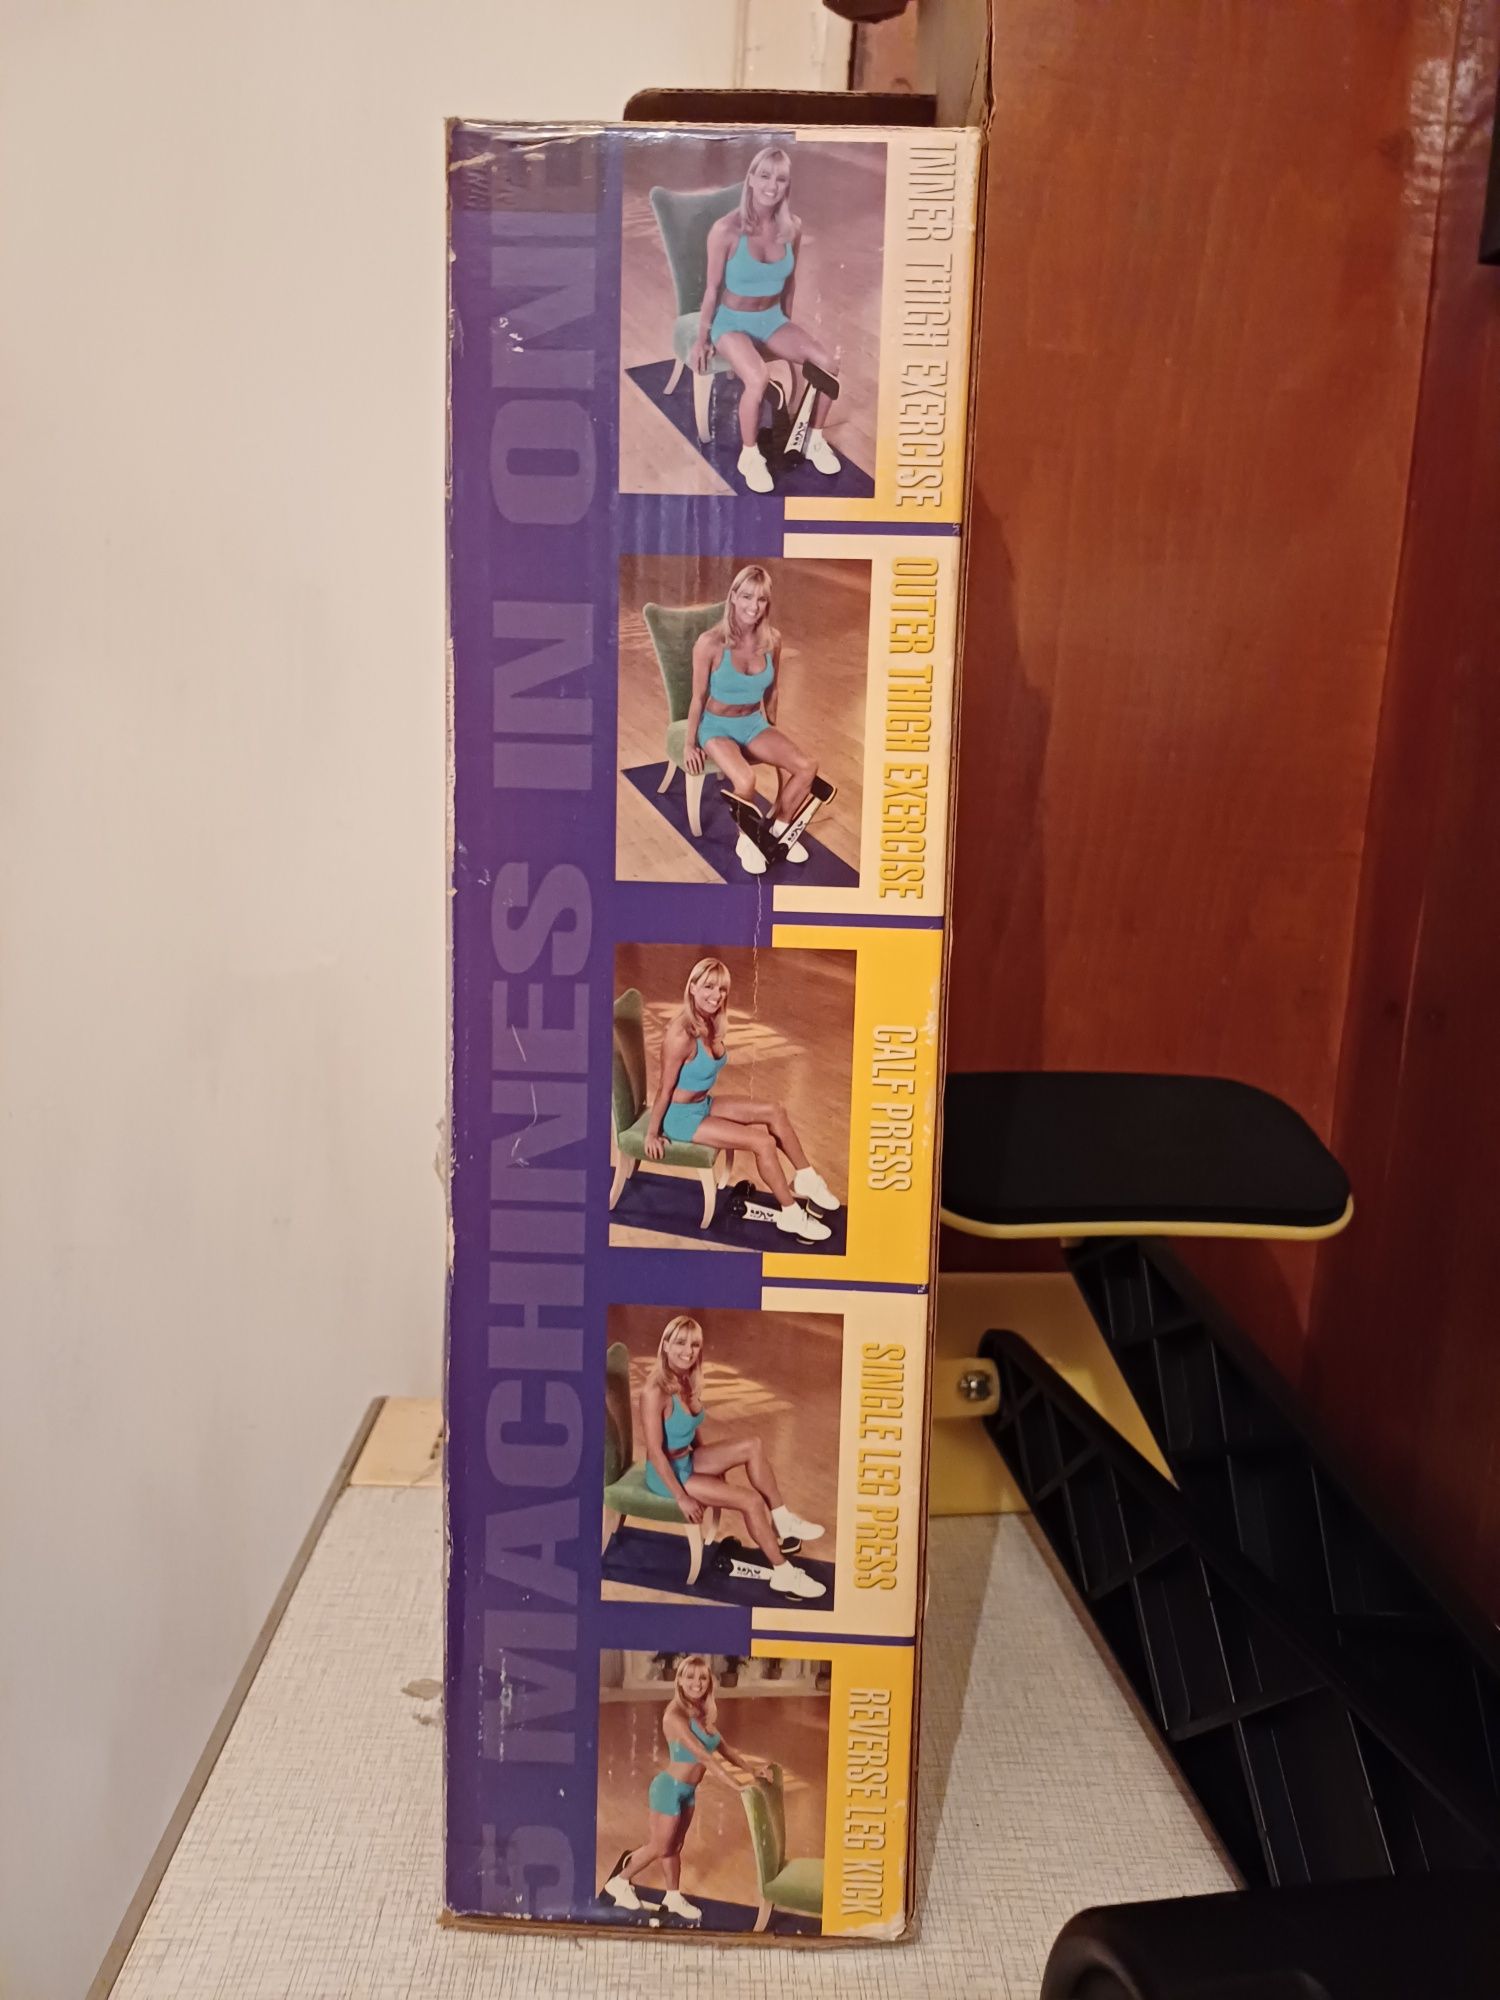 INNER THIGH EXERCISE
OUTER THIGH EXERCISE
CALF PRESS
SINGLE LEG PRESS
REVERSE LEG KICK
5 MACHINES IN ONE